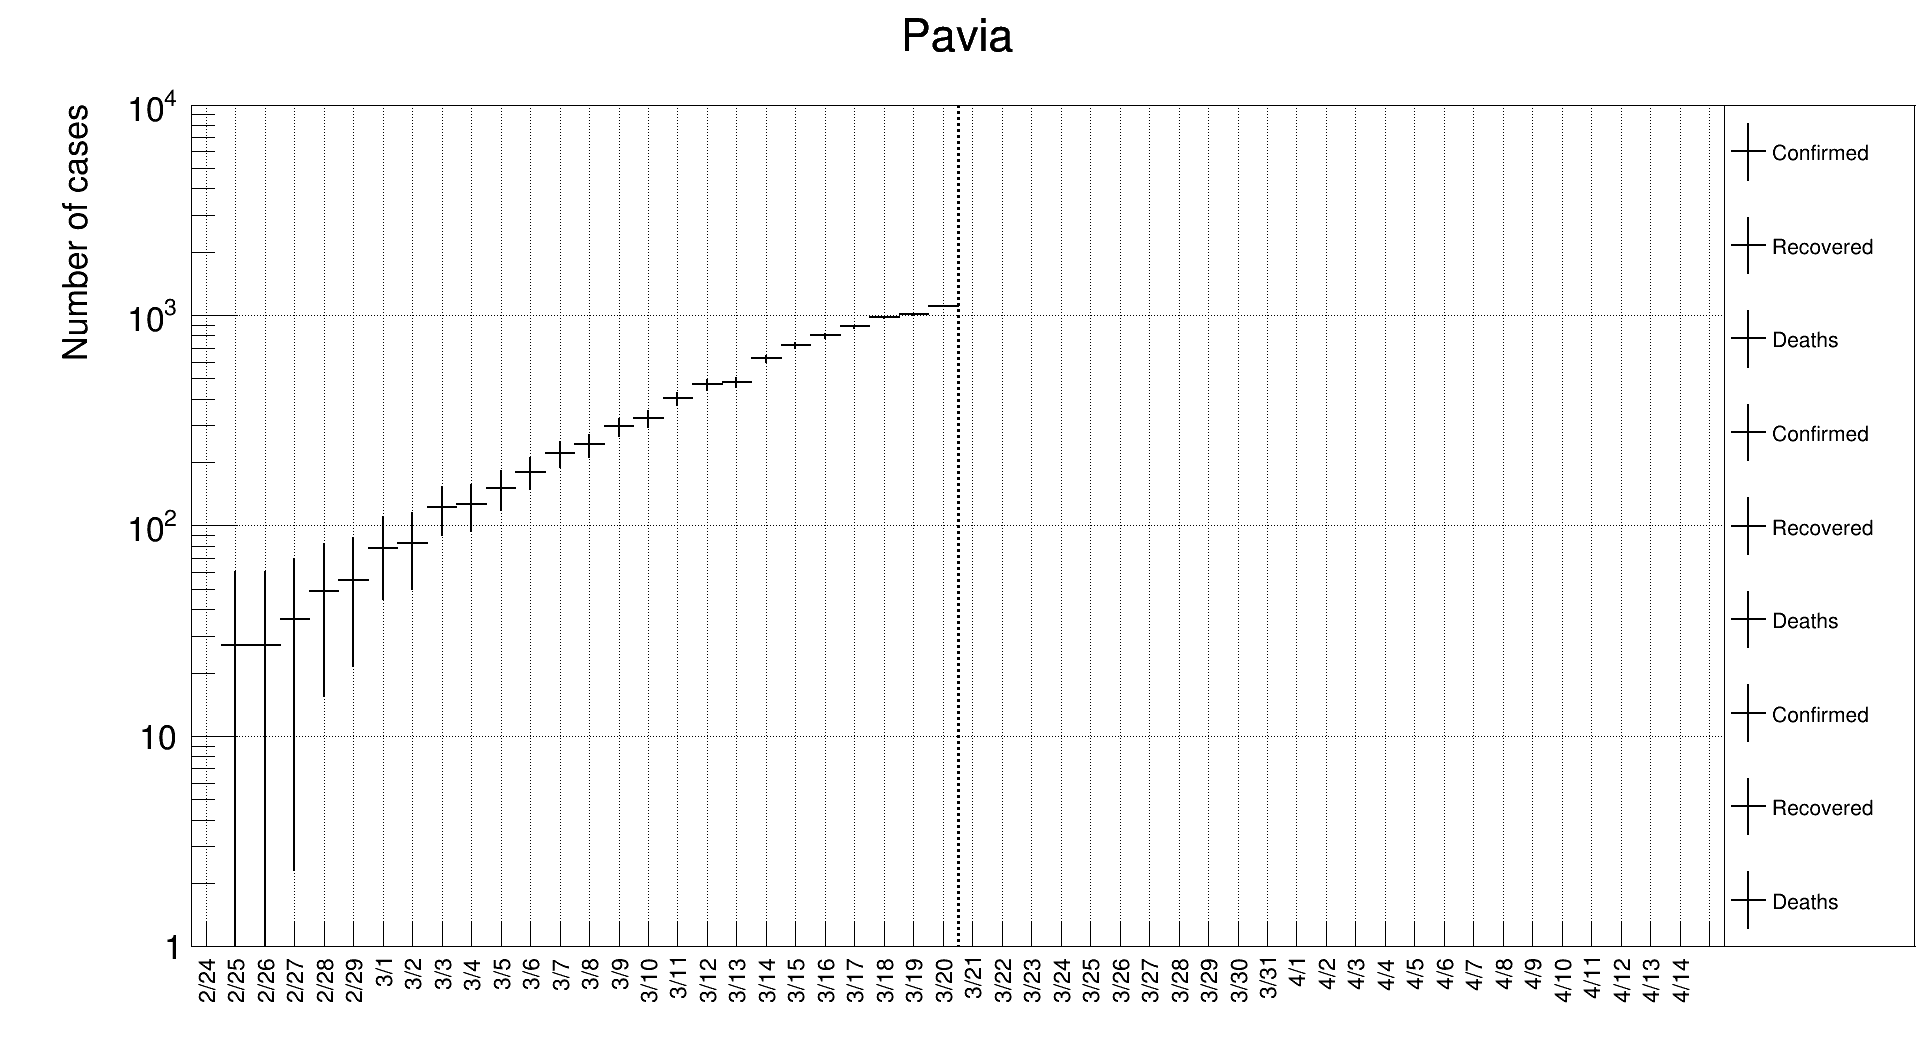 Pavia
Number of cases
10^4
10^3
10^2
10
1
2/24 2/25 2/26 2/27 2/28 2/29 3/1 3/2 3/3 3/4 3/5 3/6 3/7 3/8 3/9 3/10 3/11 3/12 3/13 3/14 3/15 3/16 3/17 3/18 3/19 3/20 3/21 3/22 3/23 3/24 3/25 3/26 3/27 3/28 3/29 3/30 3/31 4/1 4/2 4/3 4/4 4/5 4/6 4/7 4/8 4/9 4/10 4/11 4/12 4/13 4/14
Confirmed
Recovered
Deaths
Confirmed
Recovered
Deaths
Confirmed
Recovered
Deaths